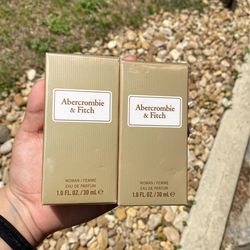 Abercrombie
& Fitch
WOMAN / FEMME
EAU DE PARFUM
1.0 FL. OZ./ 30 ml ℮
Abercrombie
& Fitch
WOMAN / FEMME
EAU DE PARFUM
1.0 FL. OZ./ 30 ml ℮